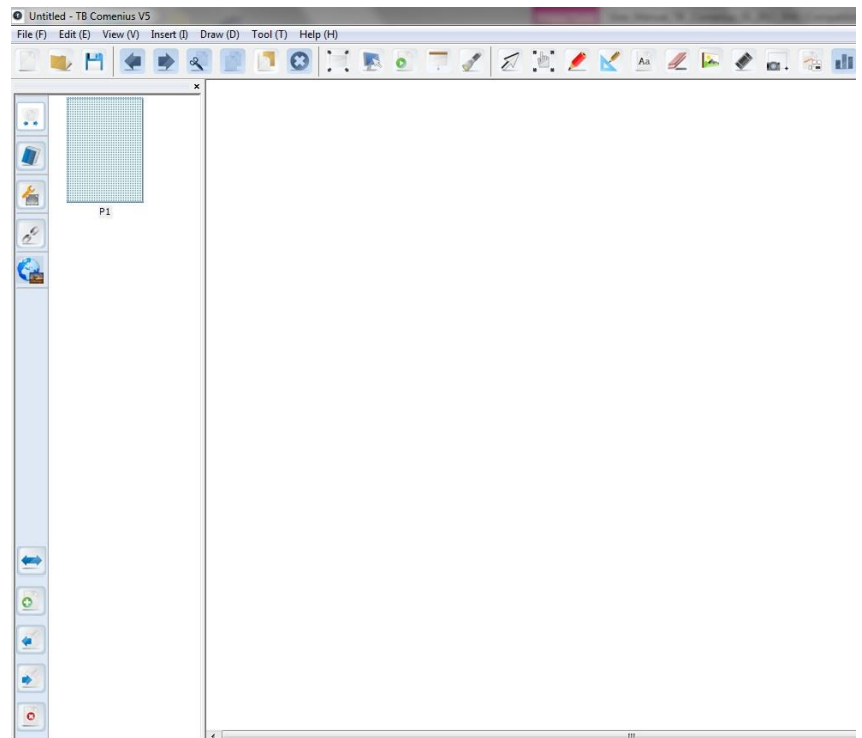 Untitled - TB Comenius V5
File (F) Edit (E) View (V) Insert (I) Draw (D) Tool (T) Help (H)
Aa
P1